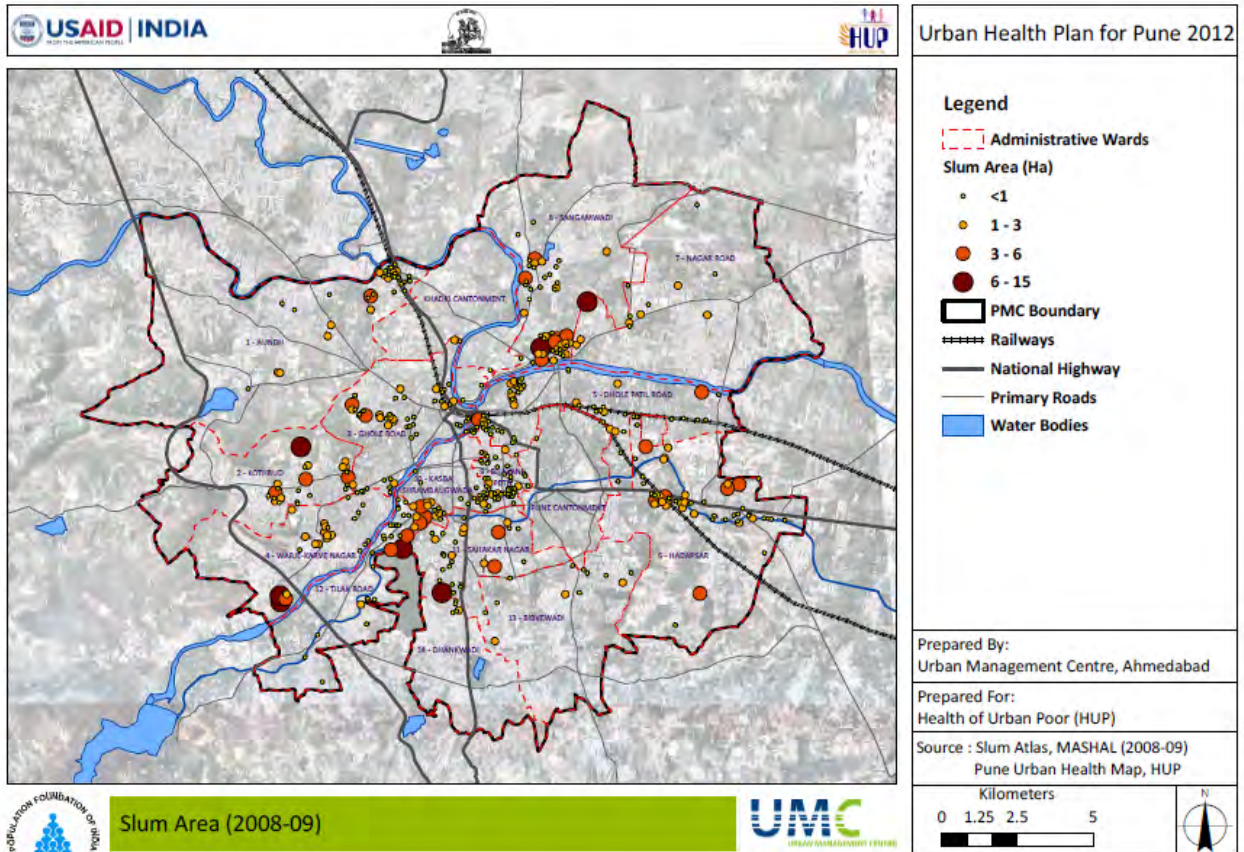 USAID | INDIA
FROM THE AMERICAN PEOPLE
HUP
Urban Health Plan for Pune 2012
Legend
Administrative Wards
Slum Area (Ha)
<1
1 - 3
3 - 6
6 - 15
PMC Boundary
Railways
National Highway
Primary Roads
Water Bodies
8 - SANGAMWADI
7 - NAGAR ROAD
KHADKI CANTONMENT
1 - AUNDH
5 - DHOLE PATIL ROAD
3 - GHOLE ROAD
2 - KOTHRUD
KASBA
PUNE CANTONMENT
4 - WARJE-KARVE NAGAR
11 - SAHAKAR NAGAR
6 - HADAPSAR
12 - TILAK ROAD
13 - BIBVEWADI
14 - DHANKWADI
Prepared By:
Urban Management Centre, Ahmedabad
Prepared For:
Health of Urban Poor (HUP)
Source : Slum Atlas, MASHAL (2008-09)
Pune Urban Health Map, HUP
Kilometers
0 1.25 2.5 5
N
POPULATION FOUNDATION OF INDIA
Slum Area (2008-09)
UMC
URBAN MANAGEMENT CENTRE